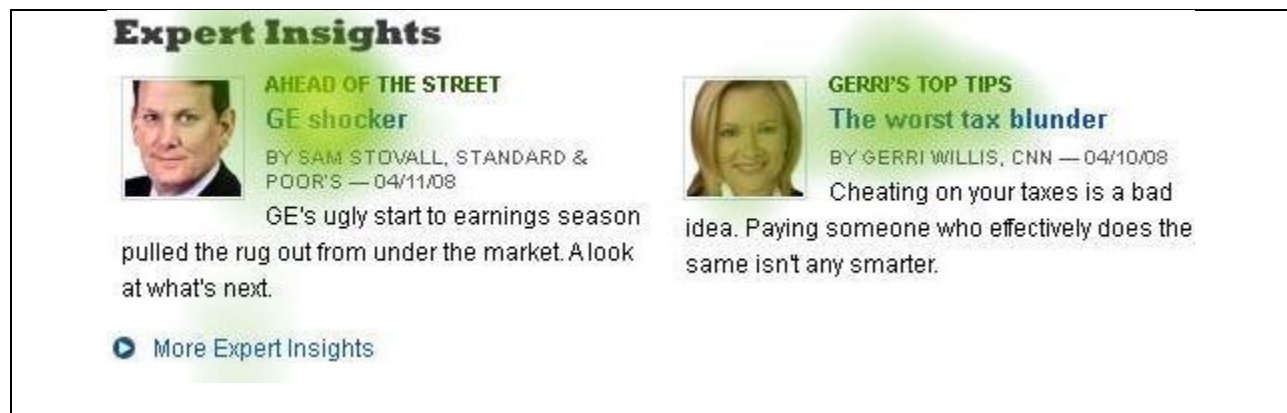 Expert Insights
AHEAD OF THE STREET
GE shocker
BY SAM STOVALL, STANDARD &
POOR'S — 04/11/08
GE's ugly start to earnings season
pulled the rug out from under the market. A look
at what's next.
More Expert Insights
GERRI'S TOP TIPS
The worst tax blunder
BY GERRI WILLIS, CNN — 04/10/08
Cheating on your taxes is a bad
idea. Paying someone who effectively does the
same isn't any smarter.